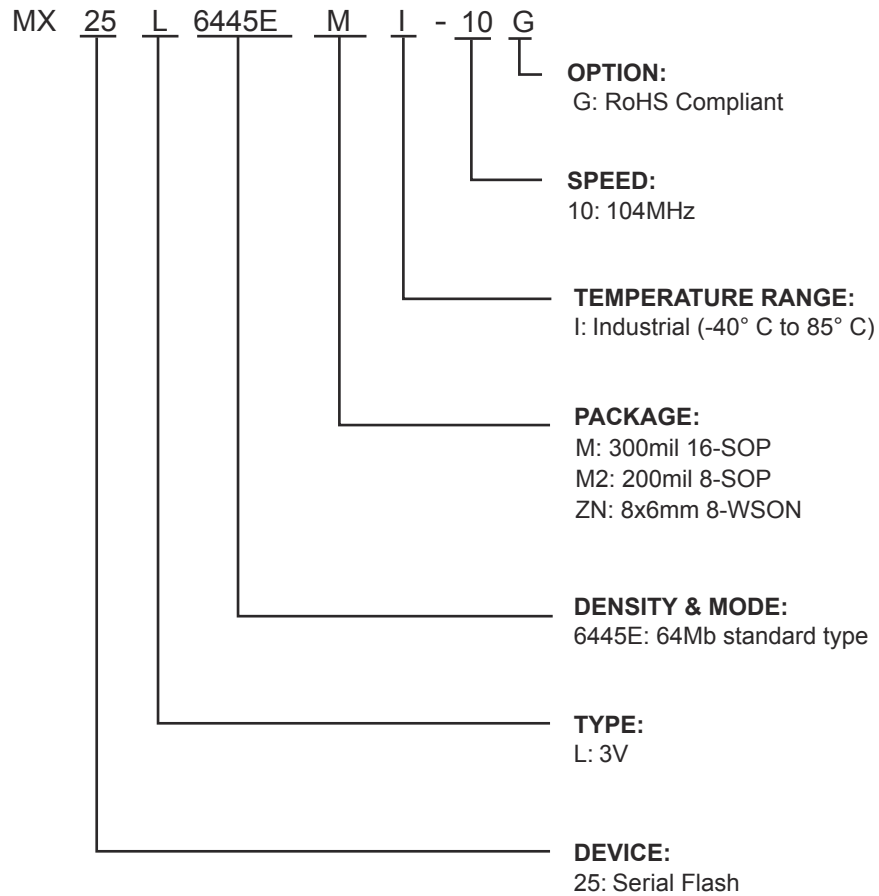 MX 25 L 6445E M I - 10 G
OPTION:
G: RoHS Compliant
SPEED:
10: 104MHz
TEMPERATURE RANGE:
I: Industrial (-40° C to 85° C)
PACKAGE:
M: 300mil 16-SOP
M2: 200mil 8-SOP
ZN: 8x6mm 8-WSON
DENSITY & MODE:
6445E: 64Mb standard type
TYPE:
L: 3V
DEVICE:
25: Serial Flash